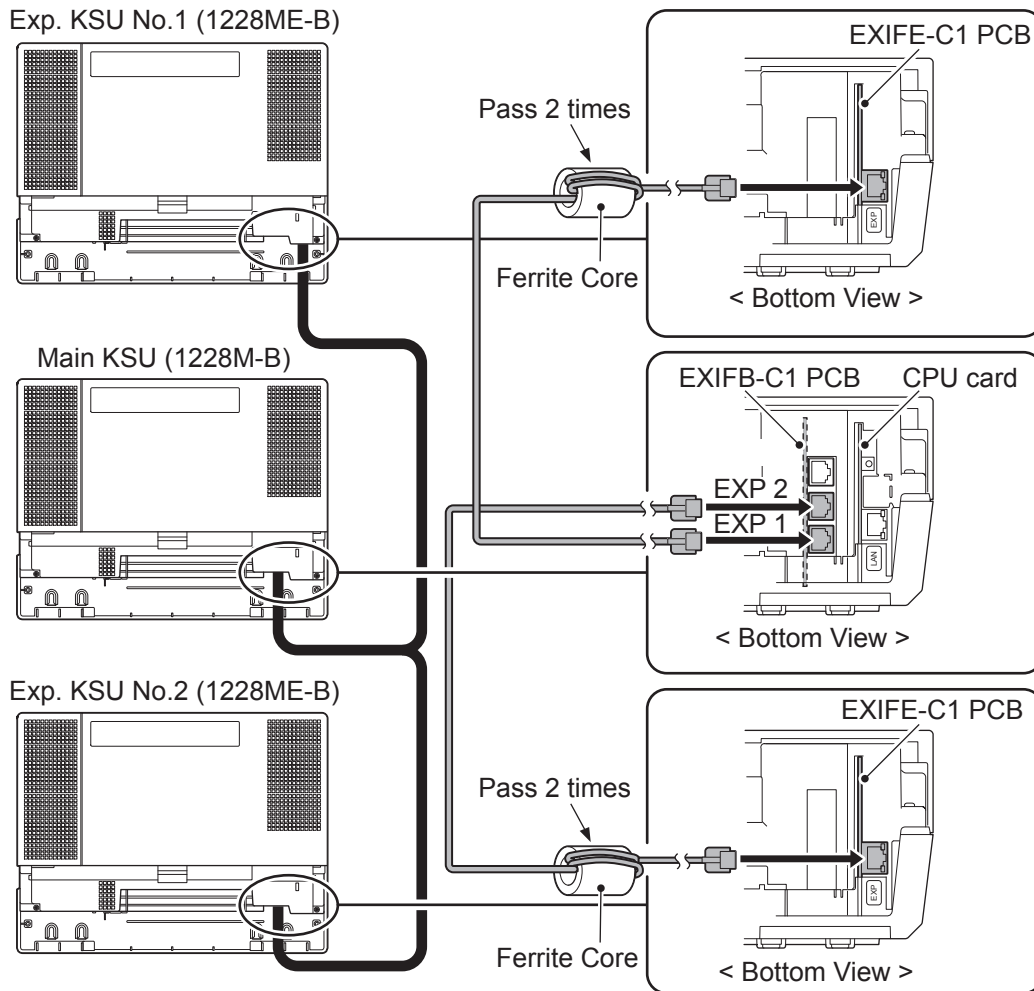 Exp. KSU No.1 (1228ME-B)
EXIFE-C1 PCB
Pass 2 times
EXP
Ferrite Core
< Bottom View >
Main KSU (1228M-B)
EXIFB-C1 PCB
CPU card
EXP 2
EXP 1
LAN
< Bottom View >
Exp. KSU No.2 (1228ME-B)
EXIFE-C1 PCB
Pass 2 times
EXP
Ferrite Core
< Bottom View >